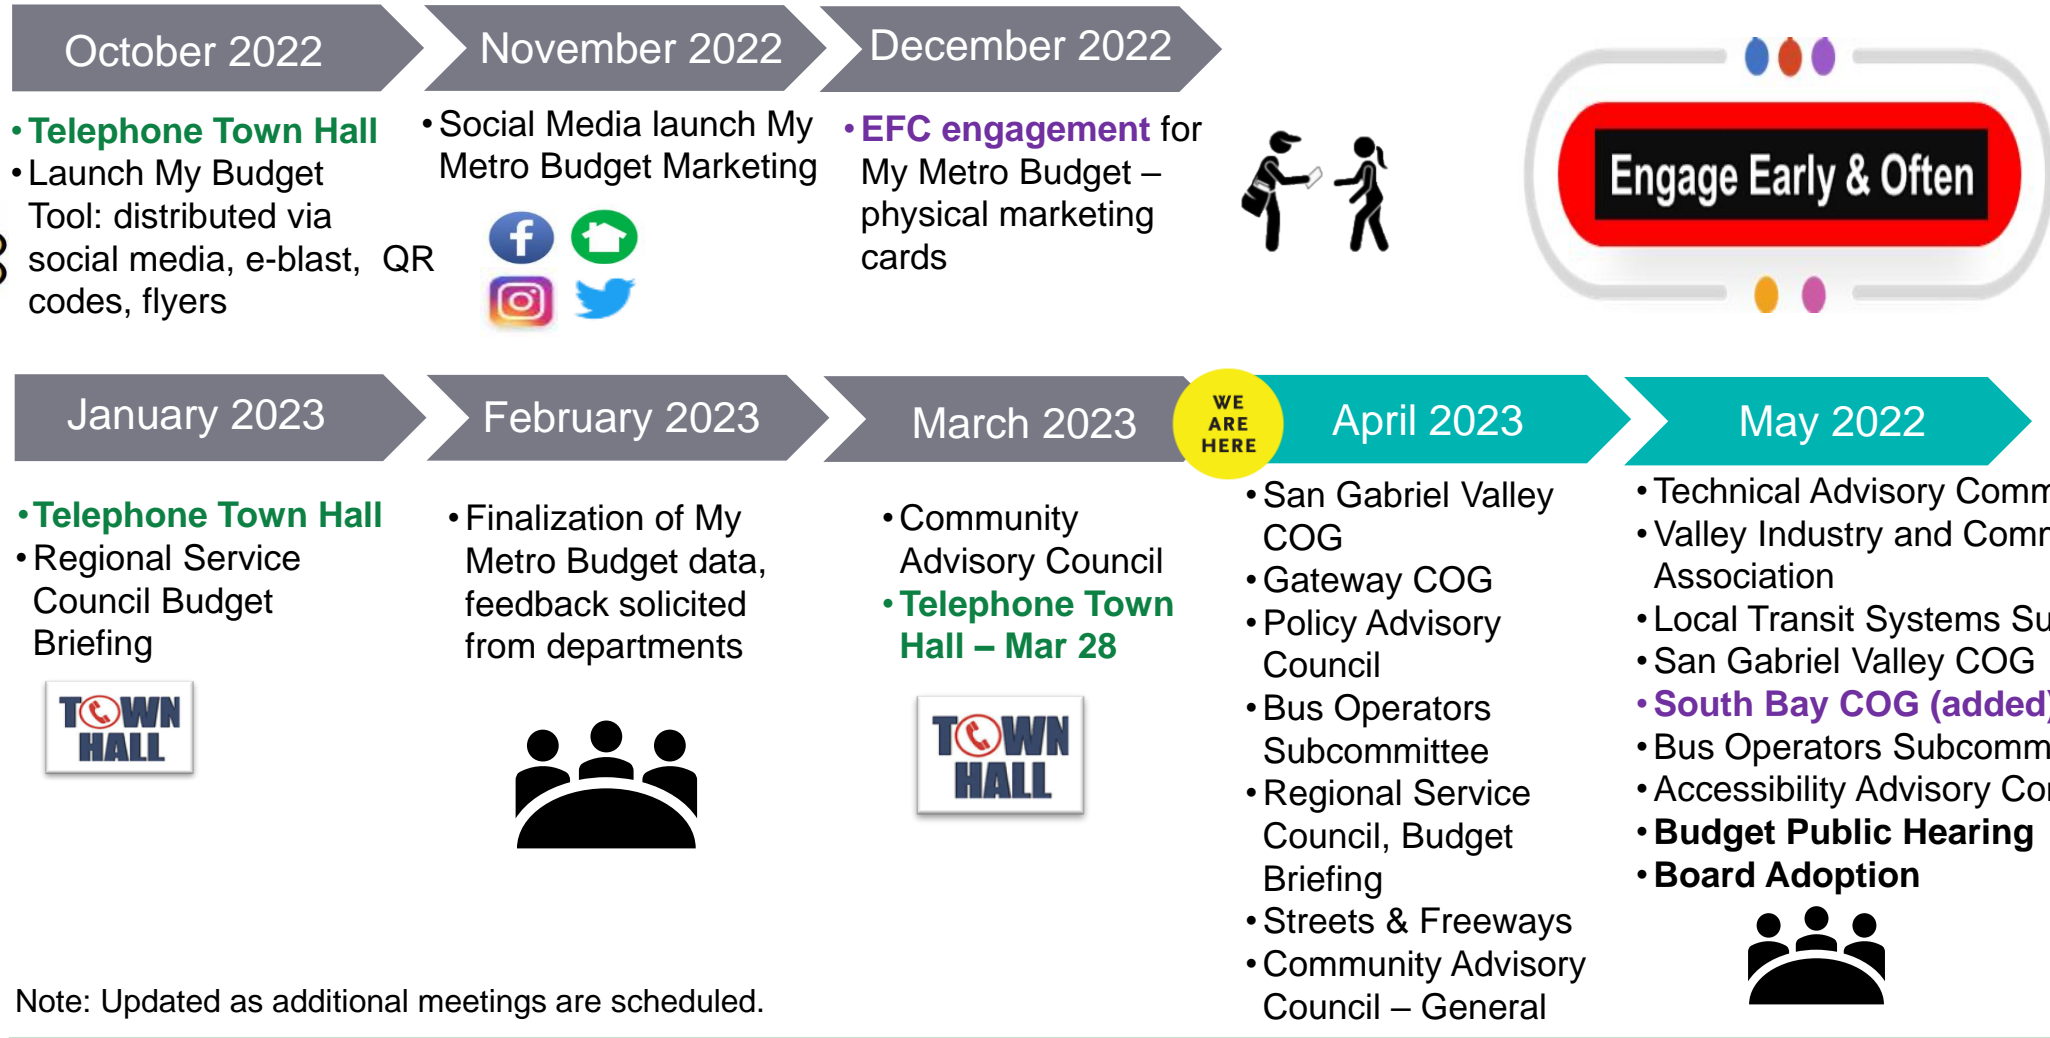 October 2022
• Telephone Town Hall
• Launch My Budget
Tool: distributed via
social media, e-blast, QR
codes, flyers
November 2022
• Social Media launch My
Metro Budget Marketing
December 2022
• EFC engagement for
My Metro Budget –
physical marketing
cards
Engage Early & Often
January 2023
• Telephone Town Hall
• Regional Service
Council Budget
Briefing
TOWN
HALL
February 2023
• Finalization of My
Metro Budget data,
feedback solicited
from departments
March 2023
• Community
Advisory Council
• Telephone Town
Hall – Mar 28
TOWN
HALL
WE
ARE
HERE
April 2023
• San Gabriel Valley
COG
• Gateway COG
• Policy Advisory
Council
• Bus Operators
Subcommittee
• Regional Service
Council, Budget
Briefing
• Streets & Freeways
• Community Advisory
Council – General
May 2022
• Technical Advisory
• Valley Industry and
Association
• Local Transit Systems
• San Gabriel Valley COG
• South Bay COG (added)
• Bus Operators
• Accessibility Advisory
• Budget Public Hearing
• Board Adoption
Note: Updated as additional meetings are scheduled.